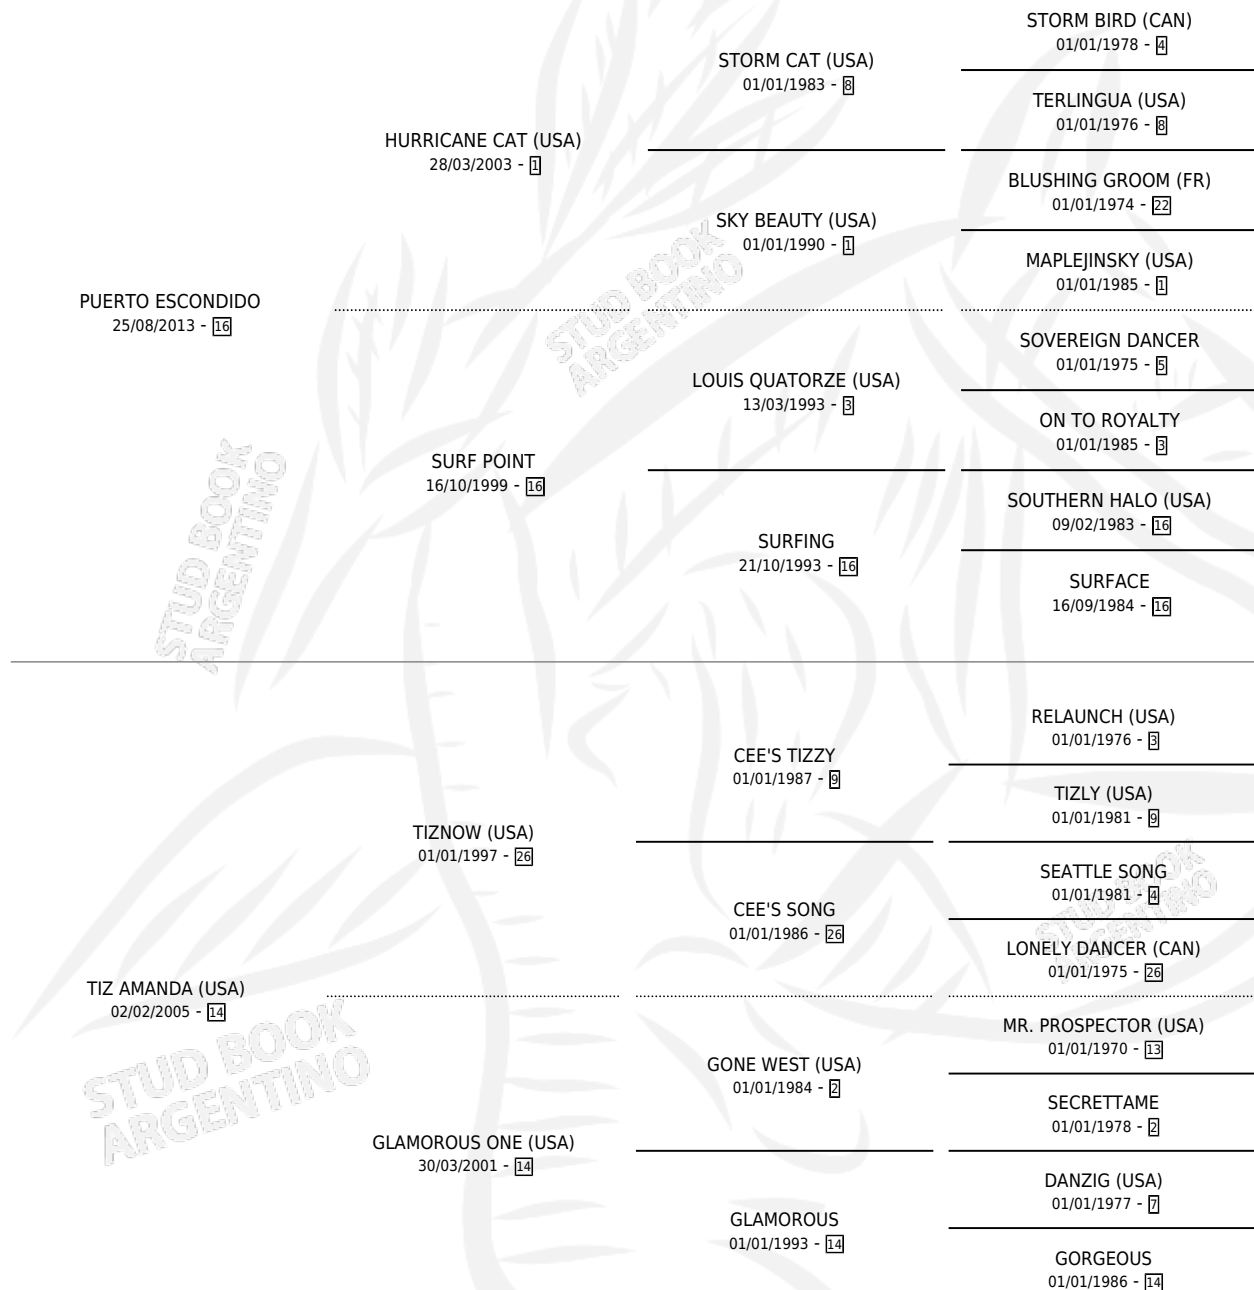 STORM BIRD (CAN)
01/01/1978 - 4
STORM CAT (USA)
01/01/1983 - 8
TERLINGUA (USA)
01/01/1976 - 8
HURRICANE CAT (USA)
28/03/2003 - 1
BLUSHING GROOM (FR)
01/01/1974 - 22
SKY BEAUTY (USA)
01/01/1990 - 1
MAPLEJINSKY (USA)
01/01/1985 - 1
PUERTO ESCONDIDO
25/08/2013 - 16
SOVEREIGN DANCER
01/01/1975 - 5
LOUIS QUATORZE (USA)
13/03/1993 - 3
ON TO ROYALTY
01/01/1985 - 3
SURF POINT
16/10/1999 - 16
SOUTHERN HALO (USA)
09/02/1983 - 16
SURFING
21/10/1993 - 16
SURFACE
16/09/1984 - 16
RELAUNCH (USA)
01/01/1976 - 3
CEE'S TIZZY
01/01/1987 - 9
TIZLY (USA)
01/01/1981 - 9
TIZNOW (USA)
01/01/1997 - 26
SEATTLE SONG
01/01/1981 - 4
CEE'S SONG
01/01/1986 - 26
LONELY DANCER (CAN)
01/01/1975 - 26
TIZ AMANDA (USA)
02/02/2005 - 14
MR. PROSPECTOR (USA)
01/01/1970 - 13
GONE WEST (USA)
01/01/1984 - 2
SECRETTAME
01/01/1978 - 2
GLAMOROUS ONE (USA)
30/03/2001 - 14
DANZIG (USA)
01/01/1977 - 7
GLAMOROUS
01/01/1993 - 14
GORGEOUS
01/01/1986 - 14
STUD BOOK
ARGENTINO
STUD BOOK
ARGENTINO
STUD BOOK
ARGENTINO
STUD BOOK
ARGENTINO